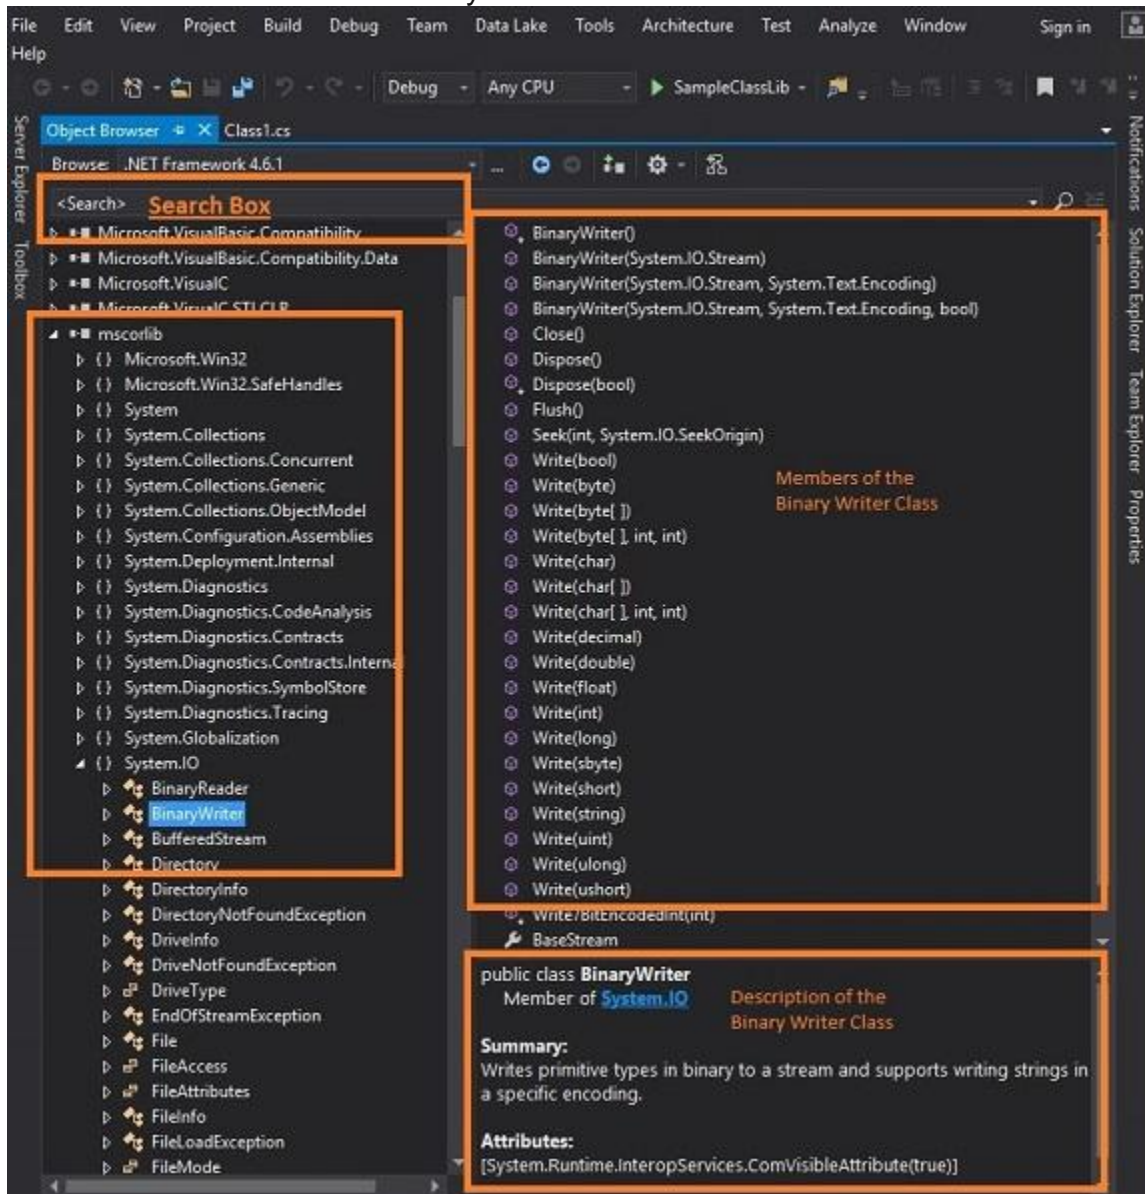 File Edit View Project Build Debug Team Data Lake Tools Architecture Test Analyze Window Sign in
Help
Debug Any CPU SampleClassLib
Object Browser Class1.cs
Browse: .NET Framework 4.6.1 ...
<Search> Search Box
Microsoft.VisualBasic.Compatibility
Microsoft.VisualBasic.Compatibility.Data
Microsoft.VisualC
Microsoft.VisualC.STLCLR
mscorlib
{} Microsoft.Win32
{} Microsoft.Win32.SafeHandles
{} System
{} System.Collections
{} System.Collections.Concurrent
{} System.Collections.Generic
{} System.Collections.ObjectModel
{} System.Configuration.Assemblies
{} System.Deployment.Internal
{} System.Diagnostics
{} System.Diagnostics.CodeAnalysis
{} System.Diagnostics.Contracts
{} System.Diagnostics.Contracts.Interna
{} System.Diagnostics.SymbolStore
{} System.Diagnostics.Tracing
{} System.Globalization
{} System.IO
BinaryReader
BinaryWriter
BufferedStream
Directory
DirectoryInfo
DirectoryNotFoundException
DriveInfo
DriveNotFoundException
DriveType
EndOfStreamException
File
FileAccess
FileAttributes
FileInfo
FileLoadException
FileMode
BinaryWriter()
BinaryWriter(System.IO.Stream)
BinaryWriter(System.IO.Stream, System.Text.Encoding)
BinaryWriter(System.IO.Stream, System.Text.Encoding, bool)
Close()
Dispose()
Dispose(bool)
Flush()
Seek(int, System.IO.SeekOrigin)
Write(bool)
Write(byte)
Write(byte[ ])
Write(byte[ ], int, int)
Write(char)
Write(char[ ])
Write(char[ ], int, int)
Write(decimal)
Write(double)
Write(float)
Write(int)
Write(long)
Write(sbyte)
Write(short)
Write(string)
Write(uint)
Write(ulong)
Write(ushort)
Write7BitEncodedInt(int)
BaseStream
Members of the
Binary Writer Class
public class BinaryWriter
Member of System.IO
Description of the
Binary Writer Class
Summary:
Writes primitive types in binary to a stream and supports writing strings in
a specific encoding.
Attributes:
[System.Runtime.InteropServices.ComVisibleAttribute(true)]
Server Explorer Toolbox
Notifications Solution Explorer Team Explorer Properties